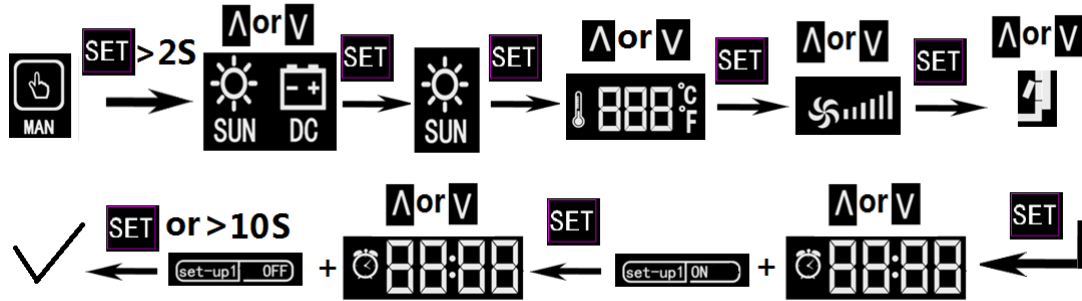 Λ or V Λ or V Λ or V Λ or V
SET >2S SET SET SET SET
MAN SUN DC SUN 888 °C °F
Λ or V Λ or V
SET or >10S SET SET
set-up1 OFF + 88:88 set-up1 ON + 88:88